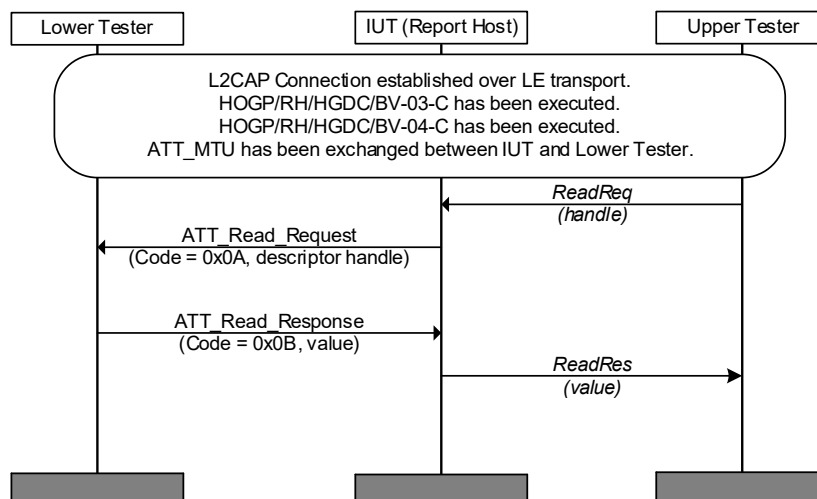 Lower Tester
IUT (Report Host)
Upper Tester
L2CAP Connection established over LE transport.
HOGP/RH/HGDC/BV-03-C has been executed.
HOGP/RH/HGDC/BV-04-C has been executed.
ATT_MTU has been exchanged between IUT and Lower Tester.
ReadReq
(handle)
ATT_Read_Request
(Code = 0x0A, descriptor handle)
ATT_Read_Response
(Code = 0x0B, value)
ReadRes
(value)